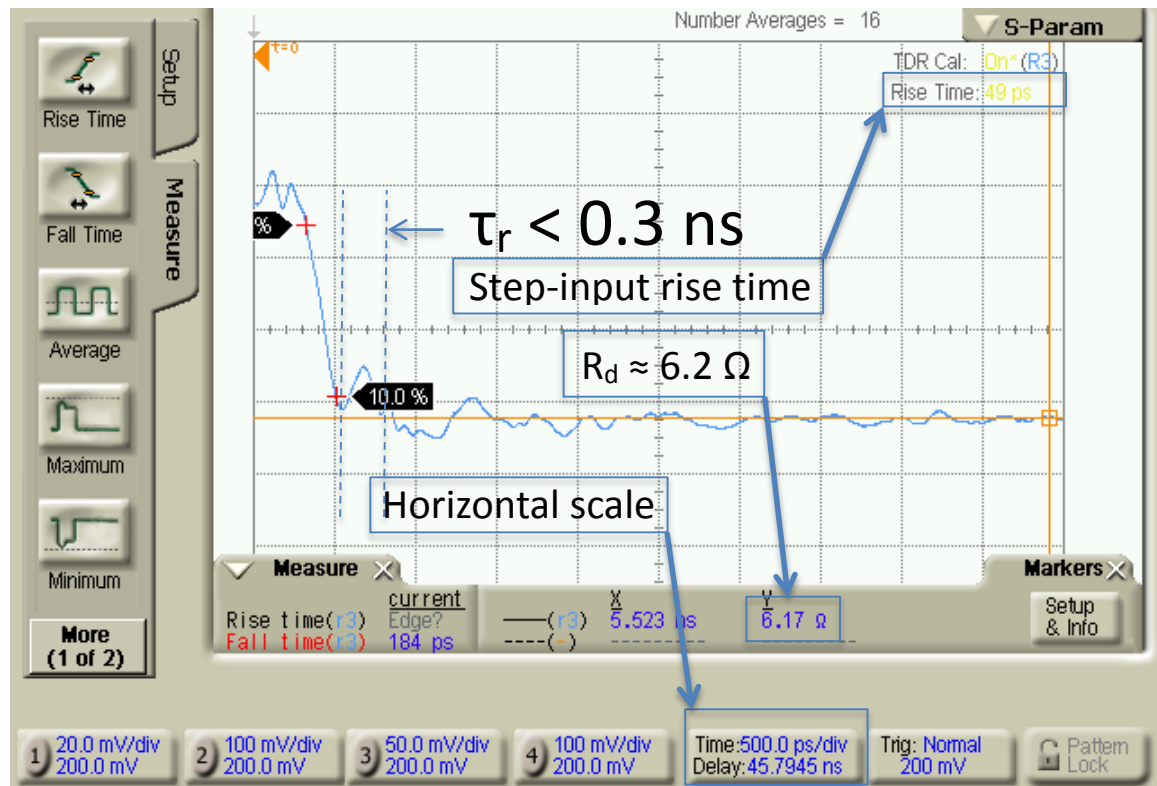 Number Averages = 16
S-Param
t=0
TDR Cal: On*(R3)
Rise Time: 49 ps
Setup
Measure
Rise Time
Fall Time
Average
Maximum
Minimum
More
(1 of 2)
%
τr < 0.3 ns
Step-input rise time
Rd ≈ 6.2 Ω
10.0 %
Horizontal scale
Measure
Markers
current
X
Y
Rise time(r3) Edge? ——(r3) 5.523 ns 6.17 Ω
Fall time(r3) 184 ps ----(-) --------- ---------
Setup
& Info
1 20.0 mV/div
200.0 mV
2 100 mV/div
200.0 mV
3 50.0 mV/div
200.0 mV
4 100 mV/div
200.0 mV
Time:500.0 ps/div
Delay:45.7945 ns
Trig: Normal
200 mV
Pattern
Lock